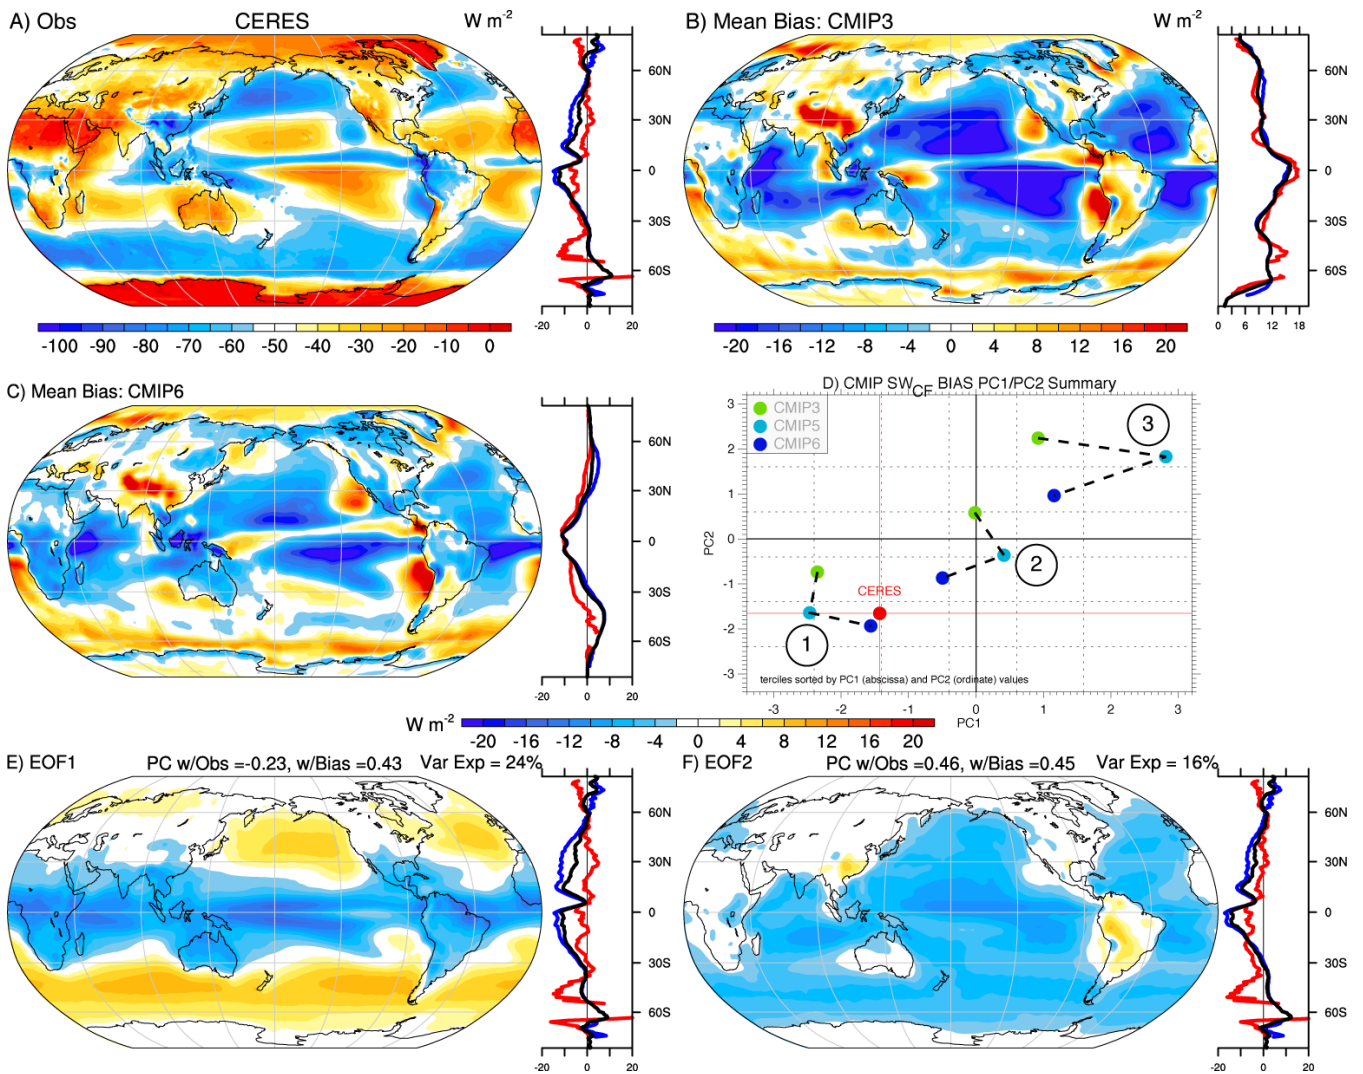 A) Obs CERES W m-2
60N
30N
0
30S
60S
-20 0 20
-100 -90 -80 -70 -60 -50 -40 -30 -20 -10 0
B) Mean Bias: CMIP3 W m-2
60N
30N
0
30S
60S
0 6 12 18
-20 -16 -12 -8 -4 0 4 8 12 16 20
C) Mean Bias: CMIP6
60N
30N
0
30S
60S
-20 0 20
D) CMIP SWCF BIAS PC1/PC2 Summary
CMIP3
CMIP5
CMIP6
3
2
1
0
-1
-2
-3
PC2
3
2
CERES
1
terciles sorted by PC1 (abscissa) and PC2 (ordinate) values
-3 -2 -1 0 1 2 3
PC1
W m-2
-20 -16 -12 -8 -4 0 4 8 12 16 20
E) EOF1 PC w/Obs =-0.23, w/Bias =0.43 Var Exp = 24%
60N
30N
0
30S
60S
-20 0 20
F) EOF2 PC w/Obs =0.46, w/Bias =0.45 Var Exp = 16%
60N
30N
0
30S
60S
-20 0 20